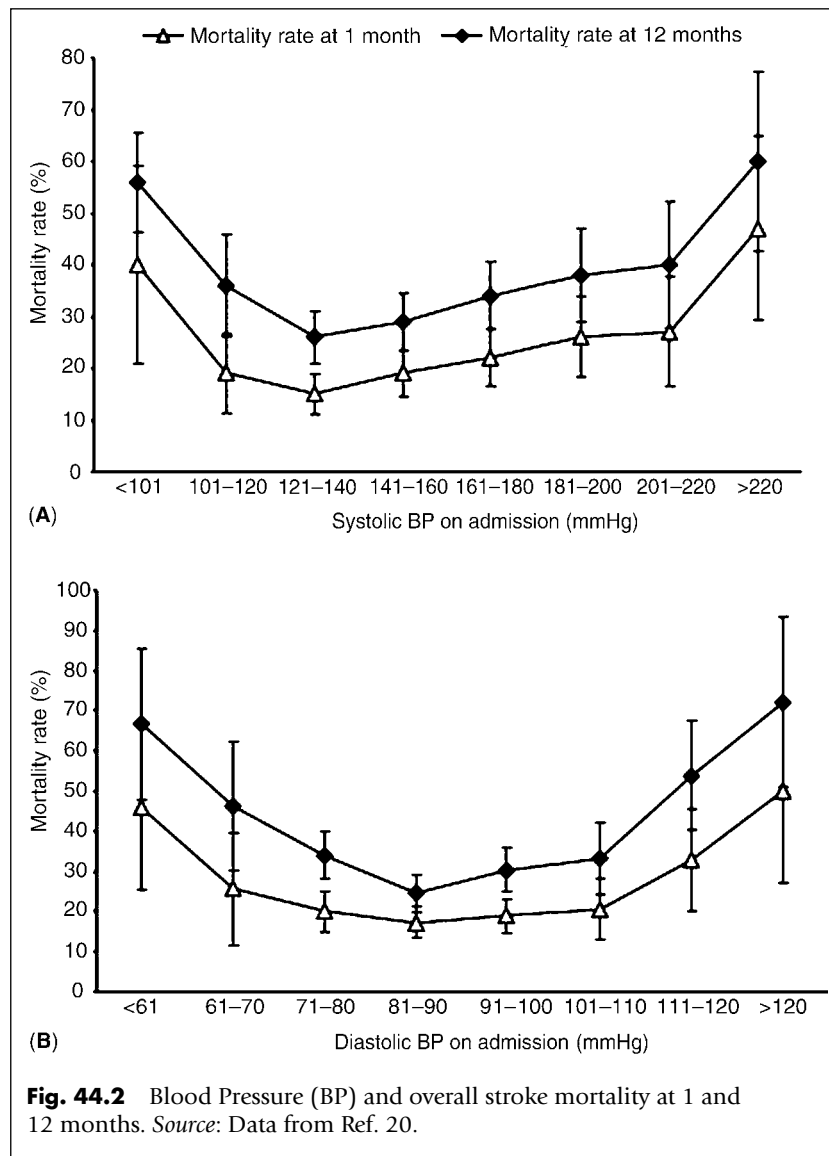 Mortality rate at 1 month Mortality rate at 12 months
80
70
60
50
40
30
20
10
0
Mortality rate (%)
<101 101–120 121–140 141–160 161–180 181–200 201–220 >220
(A) Systolic BP on admission (mmHg)
100
90
80
70
60
50
40
30
20
10
0
Mortality rate (%)
<61 61–70 71–80 81–90 91–100 101–110 111–120 >120
(B) Diastolic BP on admission (mmHg)
Fig. 44.2 Blood Pressure (BP) and overall stroke mortality at 1 and
12 months. Source: Data from Ref. 20.